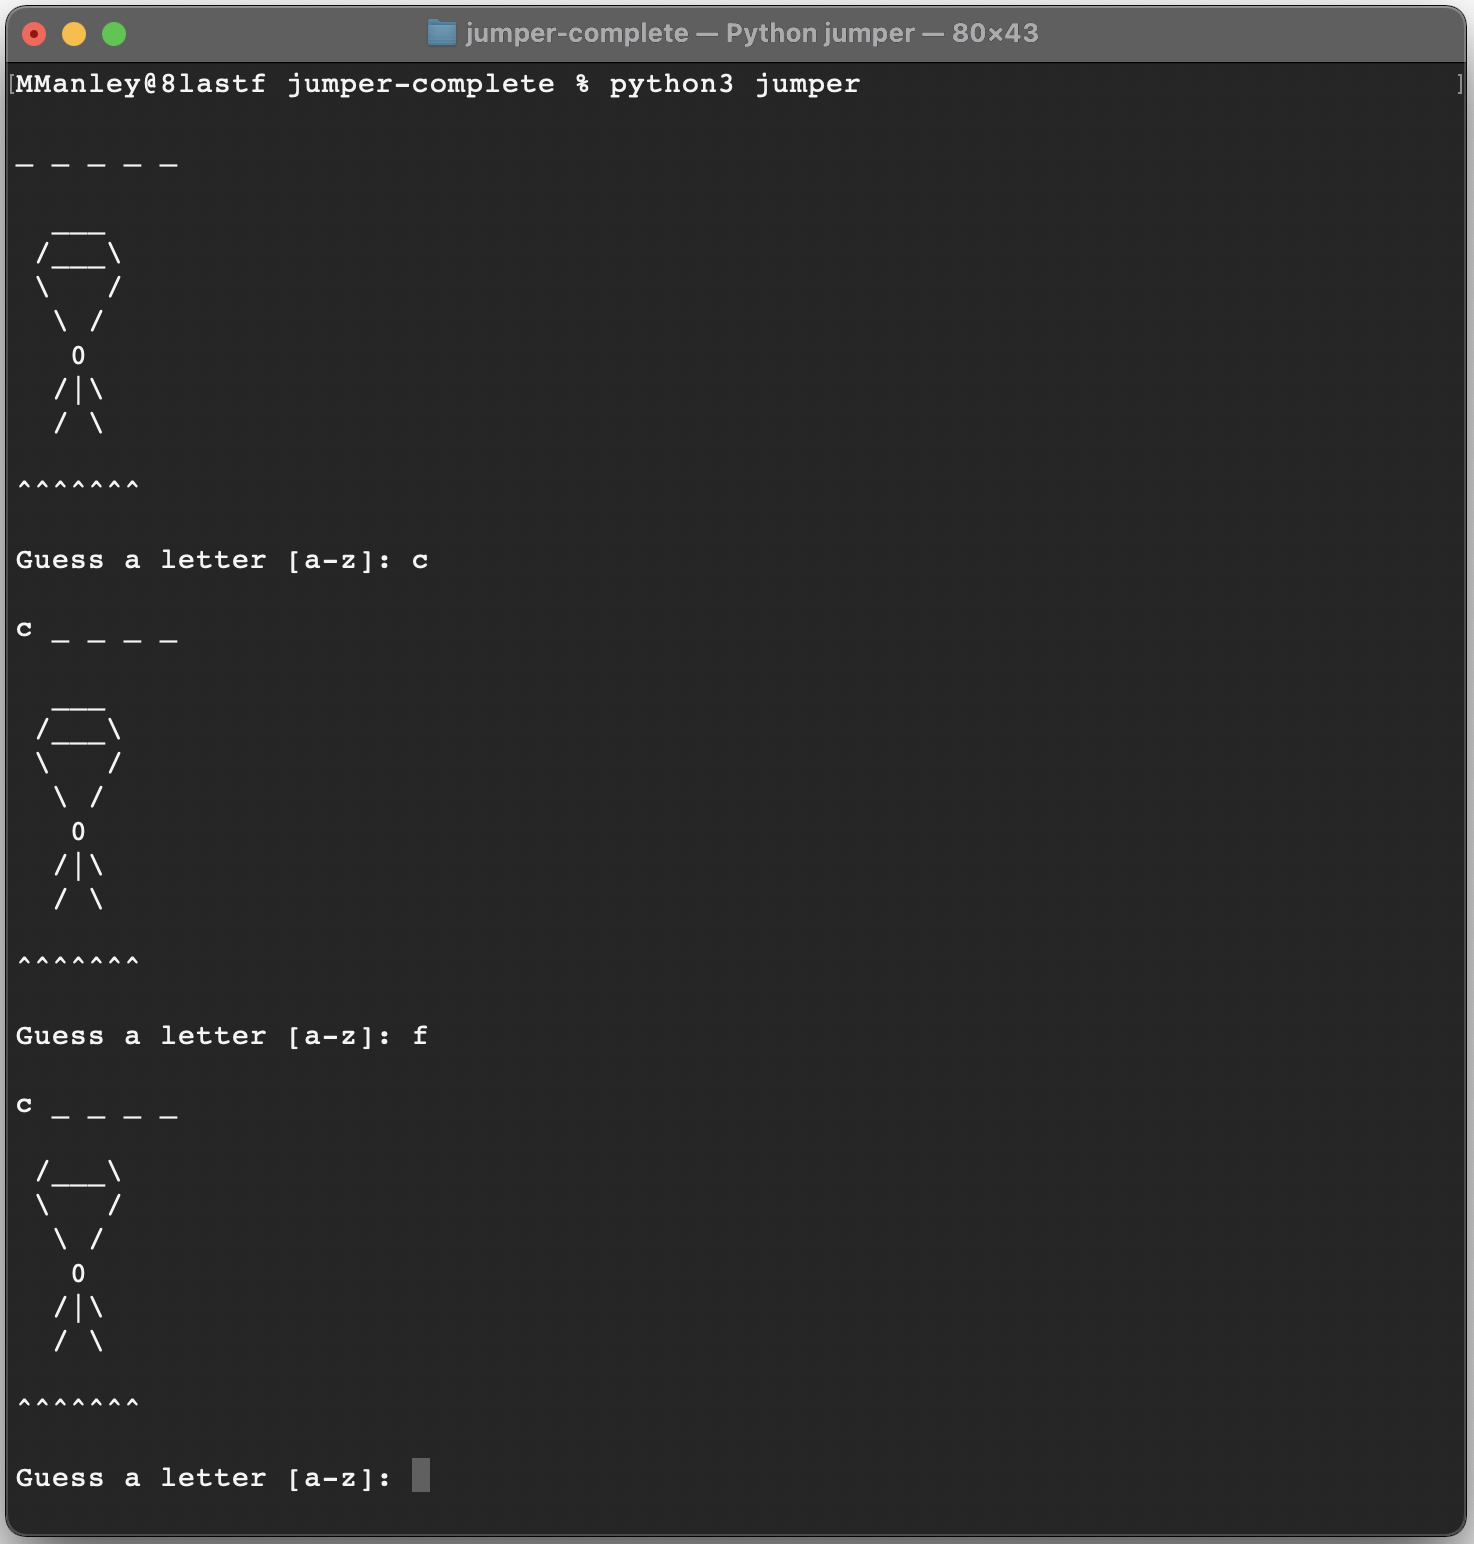 jumper-complete — Python jumper — 80×43
[MManley@8lastf jumper-complete % python3 jumper ]
_ _ _ _ _
   ___
  /___\
  \   /
   \ /
    0
   /|\
   / \
^^^^^^^
Guess a letter [a-z]: c
c _ _ _ _
   ___
  /___\
  \   /
   \ /
    0
   /|\
   / \
^^^^^^^
Guess a letter [a-z]: f
c _ _ _ _
  /___\
  \   /
   \ /
    0
   /|\
   / \
^^^^^^^
Guess a letter [a-z]: